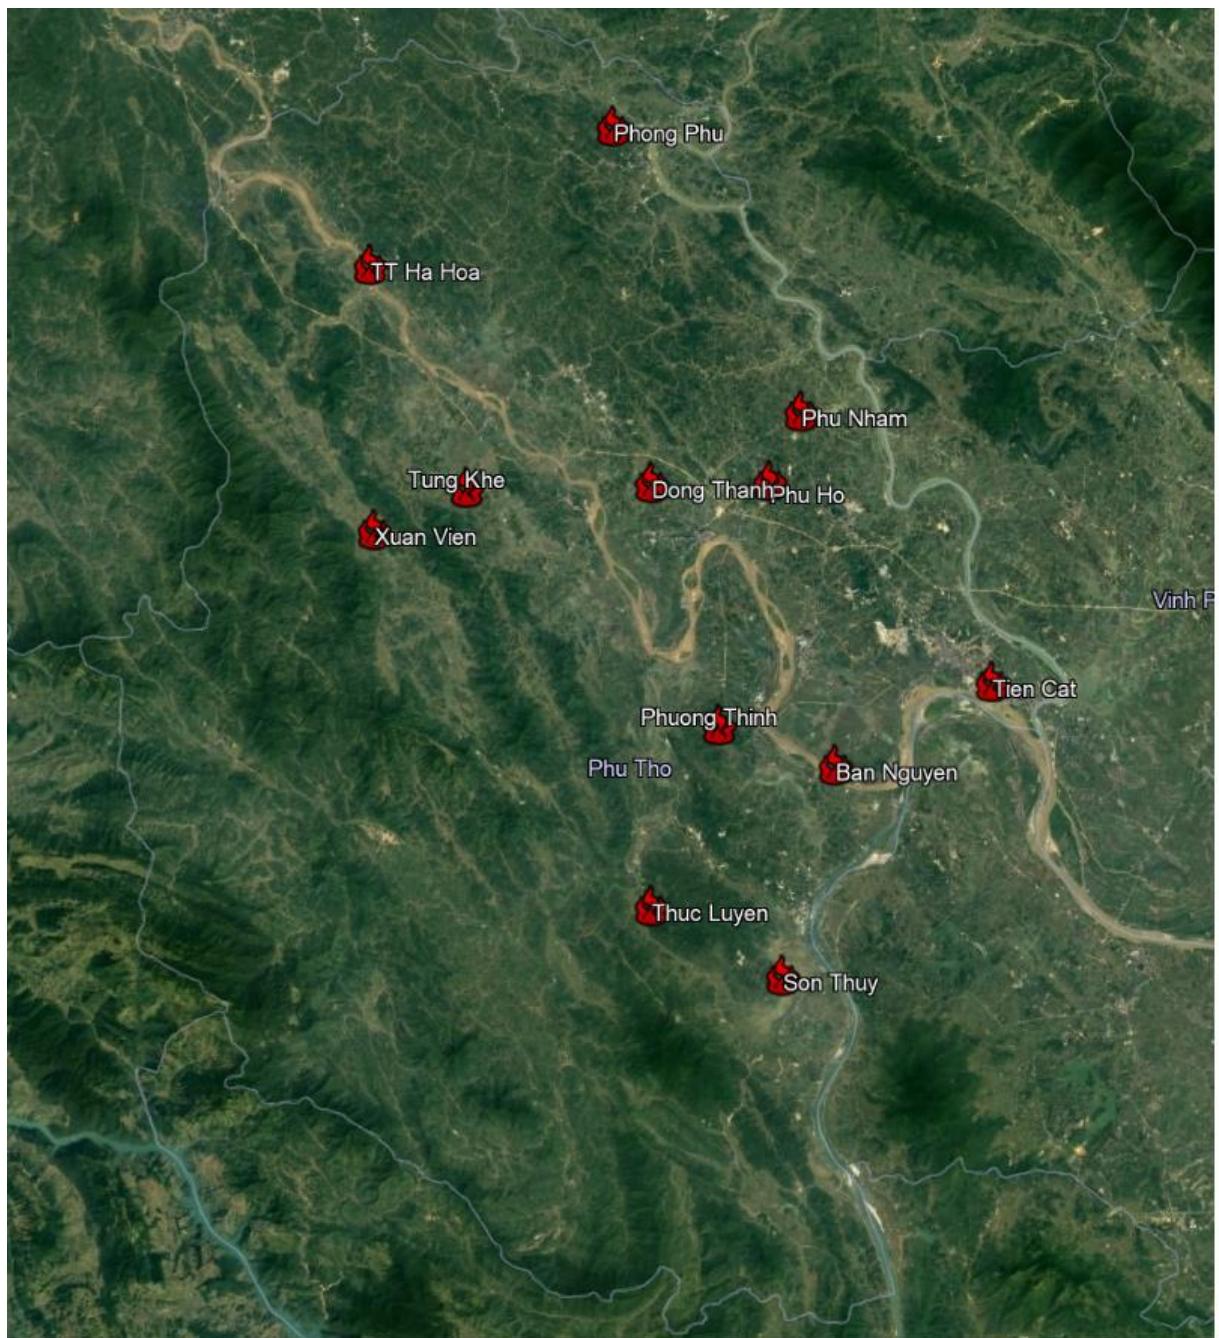 Phong Phu
TT Ha Hoa
Phu Nham
Tung Khe
Dong Thanh
Phu Ho
Xuan Vien
Vinh P
Tien Cat
Phuong Thinh
Phu Tho
Ban Nguyen
Thuc Luyen
Son Thuy